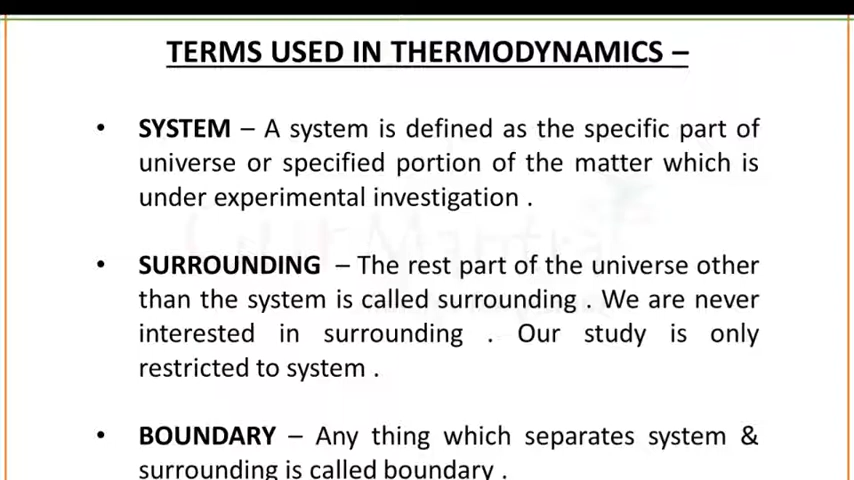 TERMS USED IN THERMODYNAMICS –
• SYSTEM – A system is defined as the specific part of
universe or specified portion of the matter which is
under experimental investigation .
• SURROUNDING – The rest part of the universe other
than the system is called surrounding . We are never
interested in surrounding . Our study is only
restricted to system .
• BOUNDARY – Any thing which separates system &
surrounding is called boundary .